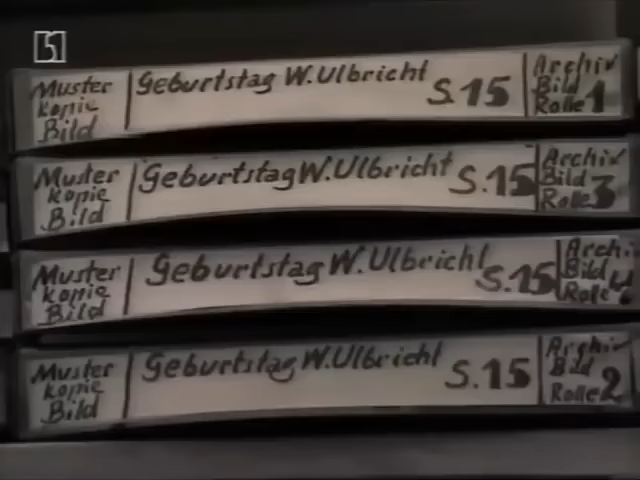 Muster
kopie
Bild
Geburtstag W.Ulbricht
S.15
Archiv
Bild
Rolle 1
Muster
kopie
Bild
Geburtstag W.Ulbricht
S.15
Archiv
Bild
Rolle 3
Muster
kopie
Bild
Geburtstag W.Ulbricht
S.15
Bild
Rolle
Muster
kopie
Bild
Geburtstag W.Ulbricht
S.15
Archiv
Bild
Rolle 2